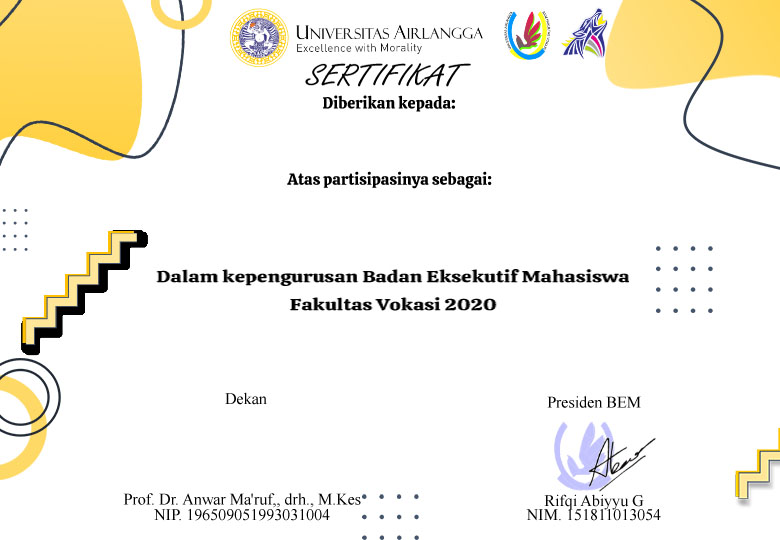 UNIVERSITAS AIRLANGGA
Excellence with Morality
SERTIFIKAT
Diberikan kepada:
Atas partisipasinya sebagai:
Dalam kepengurusan Badan Eksekutif Mahasiswa
Fakultas Vokasi 2020
Dekan
Presiden BEM
Prof. Dr. Anwar Ma'ruf,, drh., M.Kes
NIP. 196509051993031004
Rifqi Abiyyu G
NIM. 151811013054